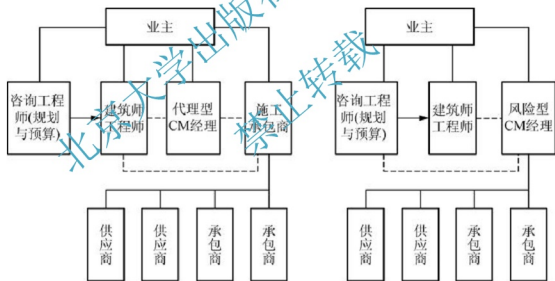 业主
咨询工程
师(规划
与预算)
建筑师
工程师
代理型
CM经理
施工
承包商
供应商
供应商
承包商
承包商
业主
咨询工程
师(规划
与预算)
建筑师
工程师
风险型
CM经理
供应商
供应商
承包商
承包商
北京大学出版社
禁止转载